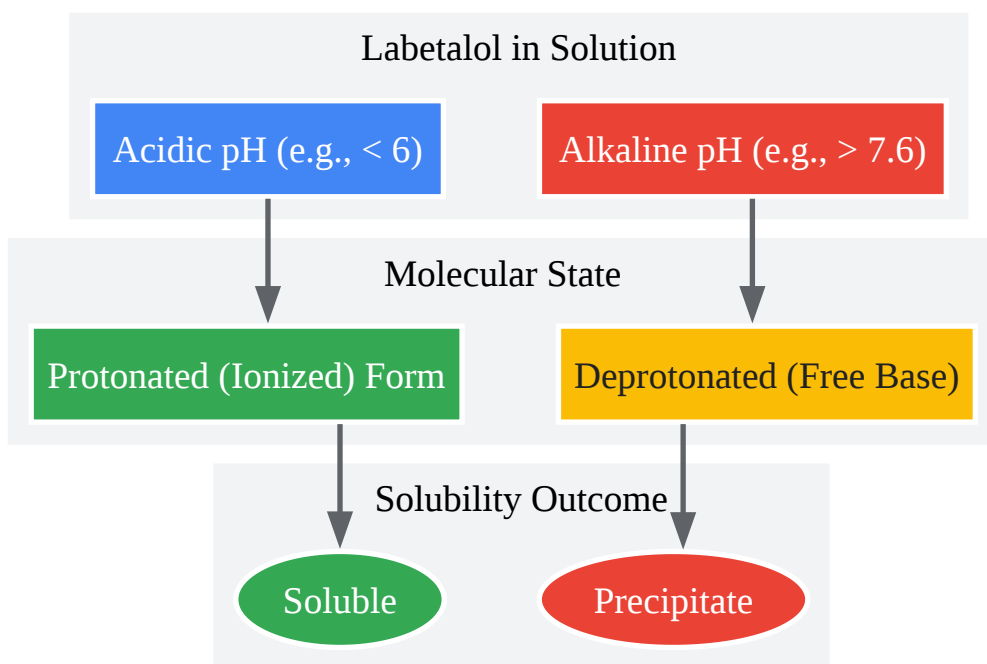 Labetalol in Solution
Acidic pH (e.g., < 6)
Alkaline pH (e.g., > 7.6)
Molecular State
Protonated (Ionized) Form
Deprotonated (Free Base)
Solubility Outcome
Soluble
Precipitate